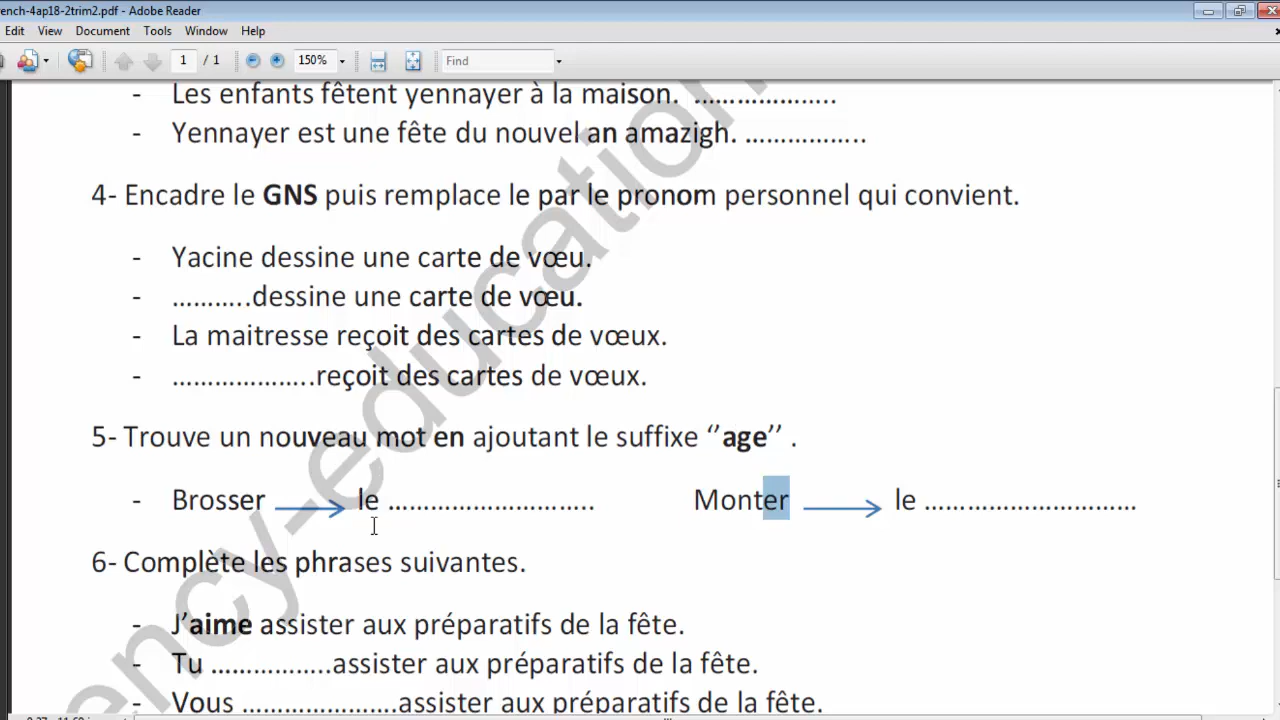 rench-4ap18-2trim2.pdf - Adobe Reader
Edit View Document Tools Window Help
1 / 1 150% Find
- Les enfants fêtent yennayer à la maison. ………………..
- Yennayer est une fête du nouvel an amazigh. ……………..
4- Encadre le GNS puis remplace le par le pronom personnel qui convient.
- Yacine dessine une carte de vœu.
- ………..dessine une carte de vœu.
- La maitresse reçoit des cartes de vœux.
- ………………..reçoit des cartes de vœux.
5- Trouve un nouveau mot en ajoutant le suffixe ‘’age’’ .
- Brosser le ……………………….. Monter le …………………………
6- Complète les phrases suivantes.
- J’aime assister aux préparatifs de la fête.
- Tu ……………..assister aux préparatifs de la fête.
- Vous ………………….assister aux préparatifs de la fête.
ency-education